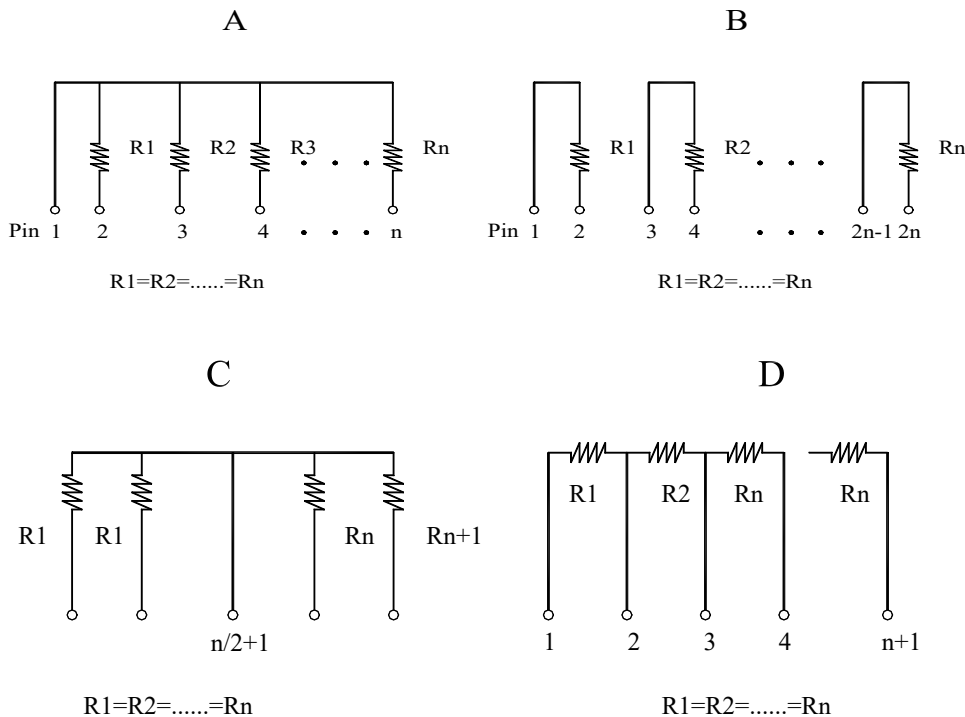 A
B
R1 R2 R3 . . . Rn
R1 R2 . . . Rn
Pin 1 2 3 4 . . . . n
Pin 1 2 3 4 . . . . 2n-1 2n
R1=R2=......=Rn
R1=R2=......=Rn
C
D
R1 R1 Rn Rn+1
R1 R2 Rn Rn
n/2+1
1 2 3 4 n+1
R1=R2=......=Rn
R1=R2=......=Rn